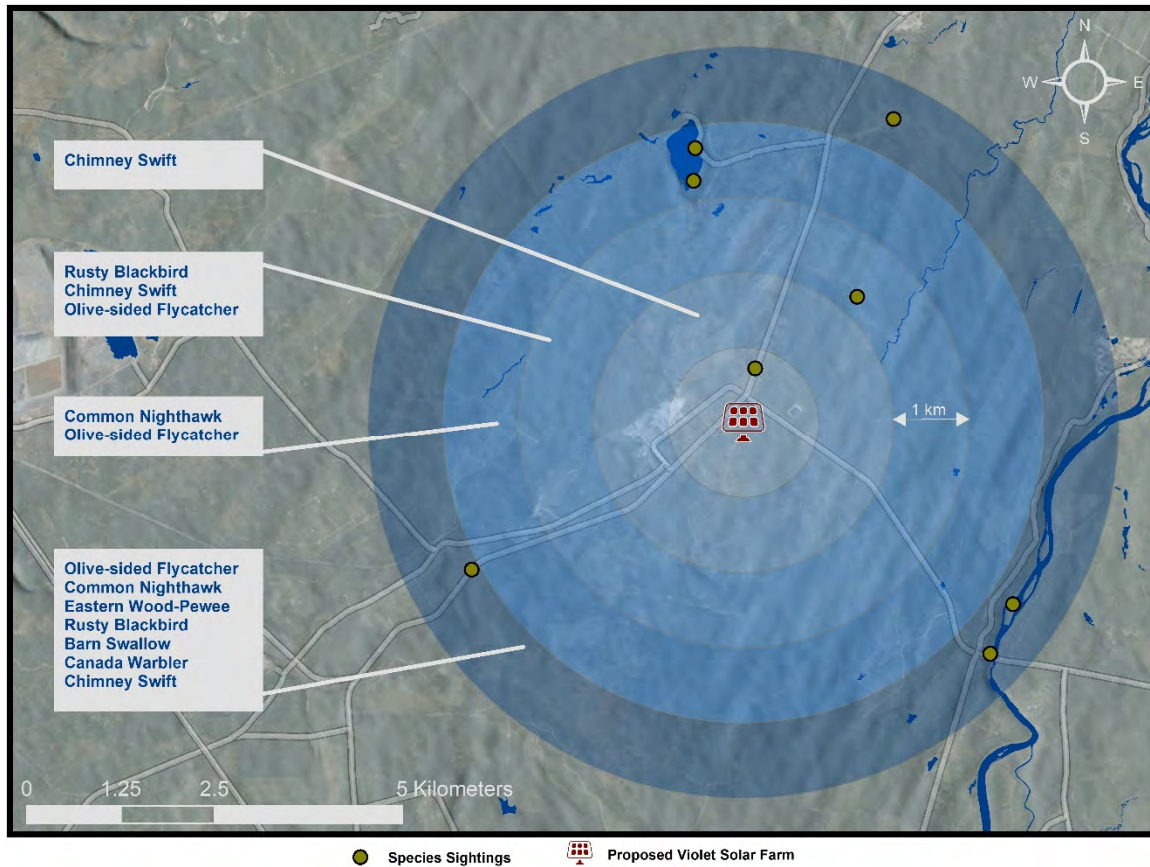 N
W E
S
Chimney Swift
Rusty Blackbird
Chimney Swift
Olive-sided Flycatcher
Common Nighthawk
Olive-sided Flycatcher
1 km
Olive-sided Flycatcher
Common Nighthawk
Eastern Wood-Pewee
Rusty Blackbird
Barn Swallow
Canada Warbler
Chimney Swift
0 1.25 2.5 5 Kilometers
Species Sightings Proposed Violet Solar Farm